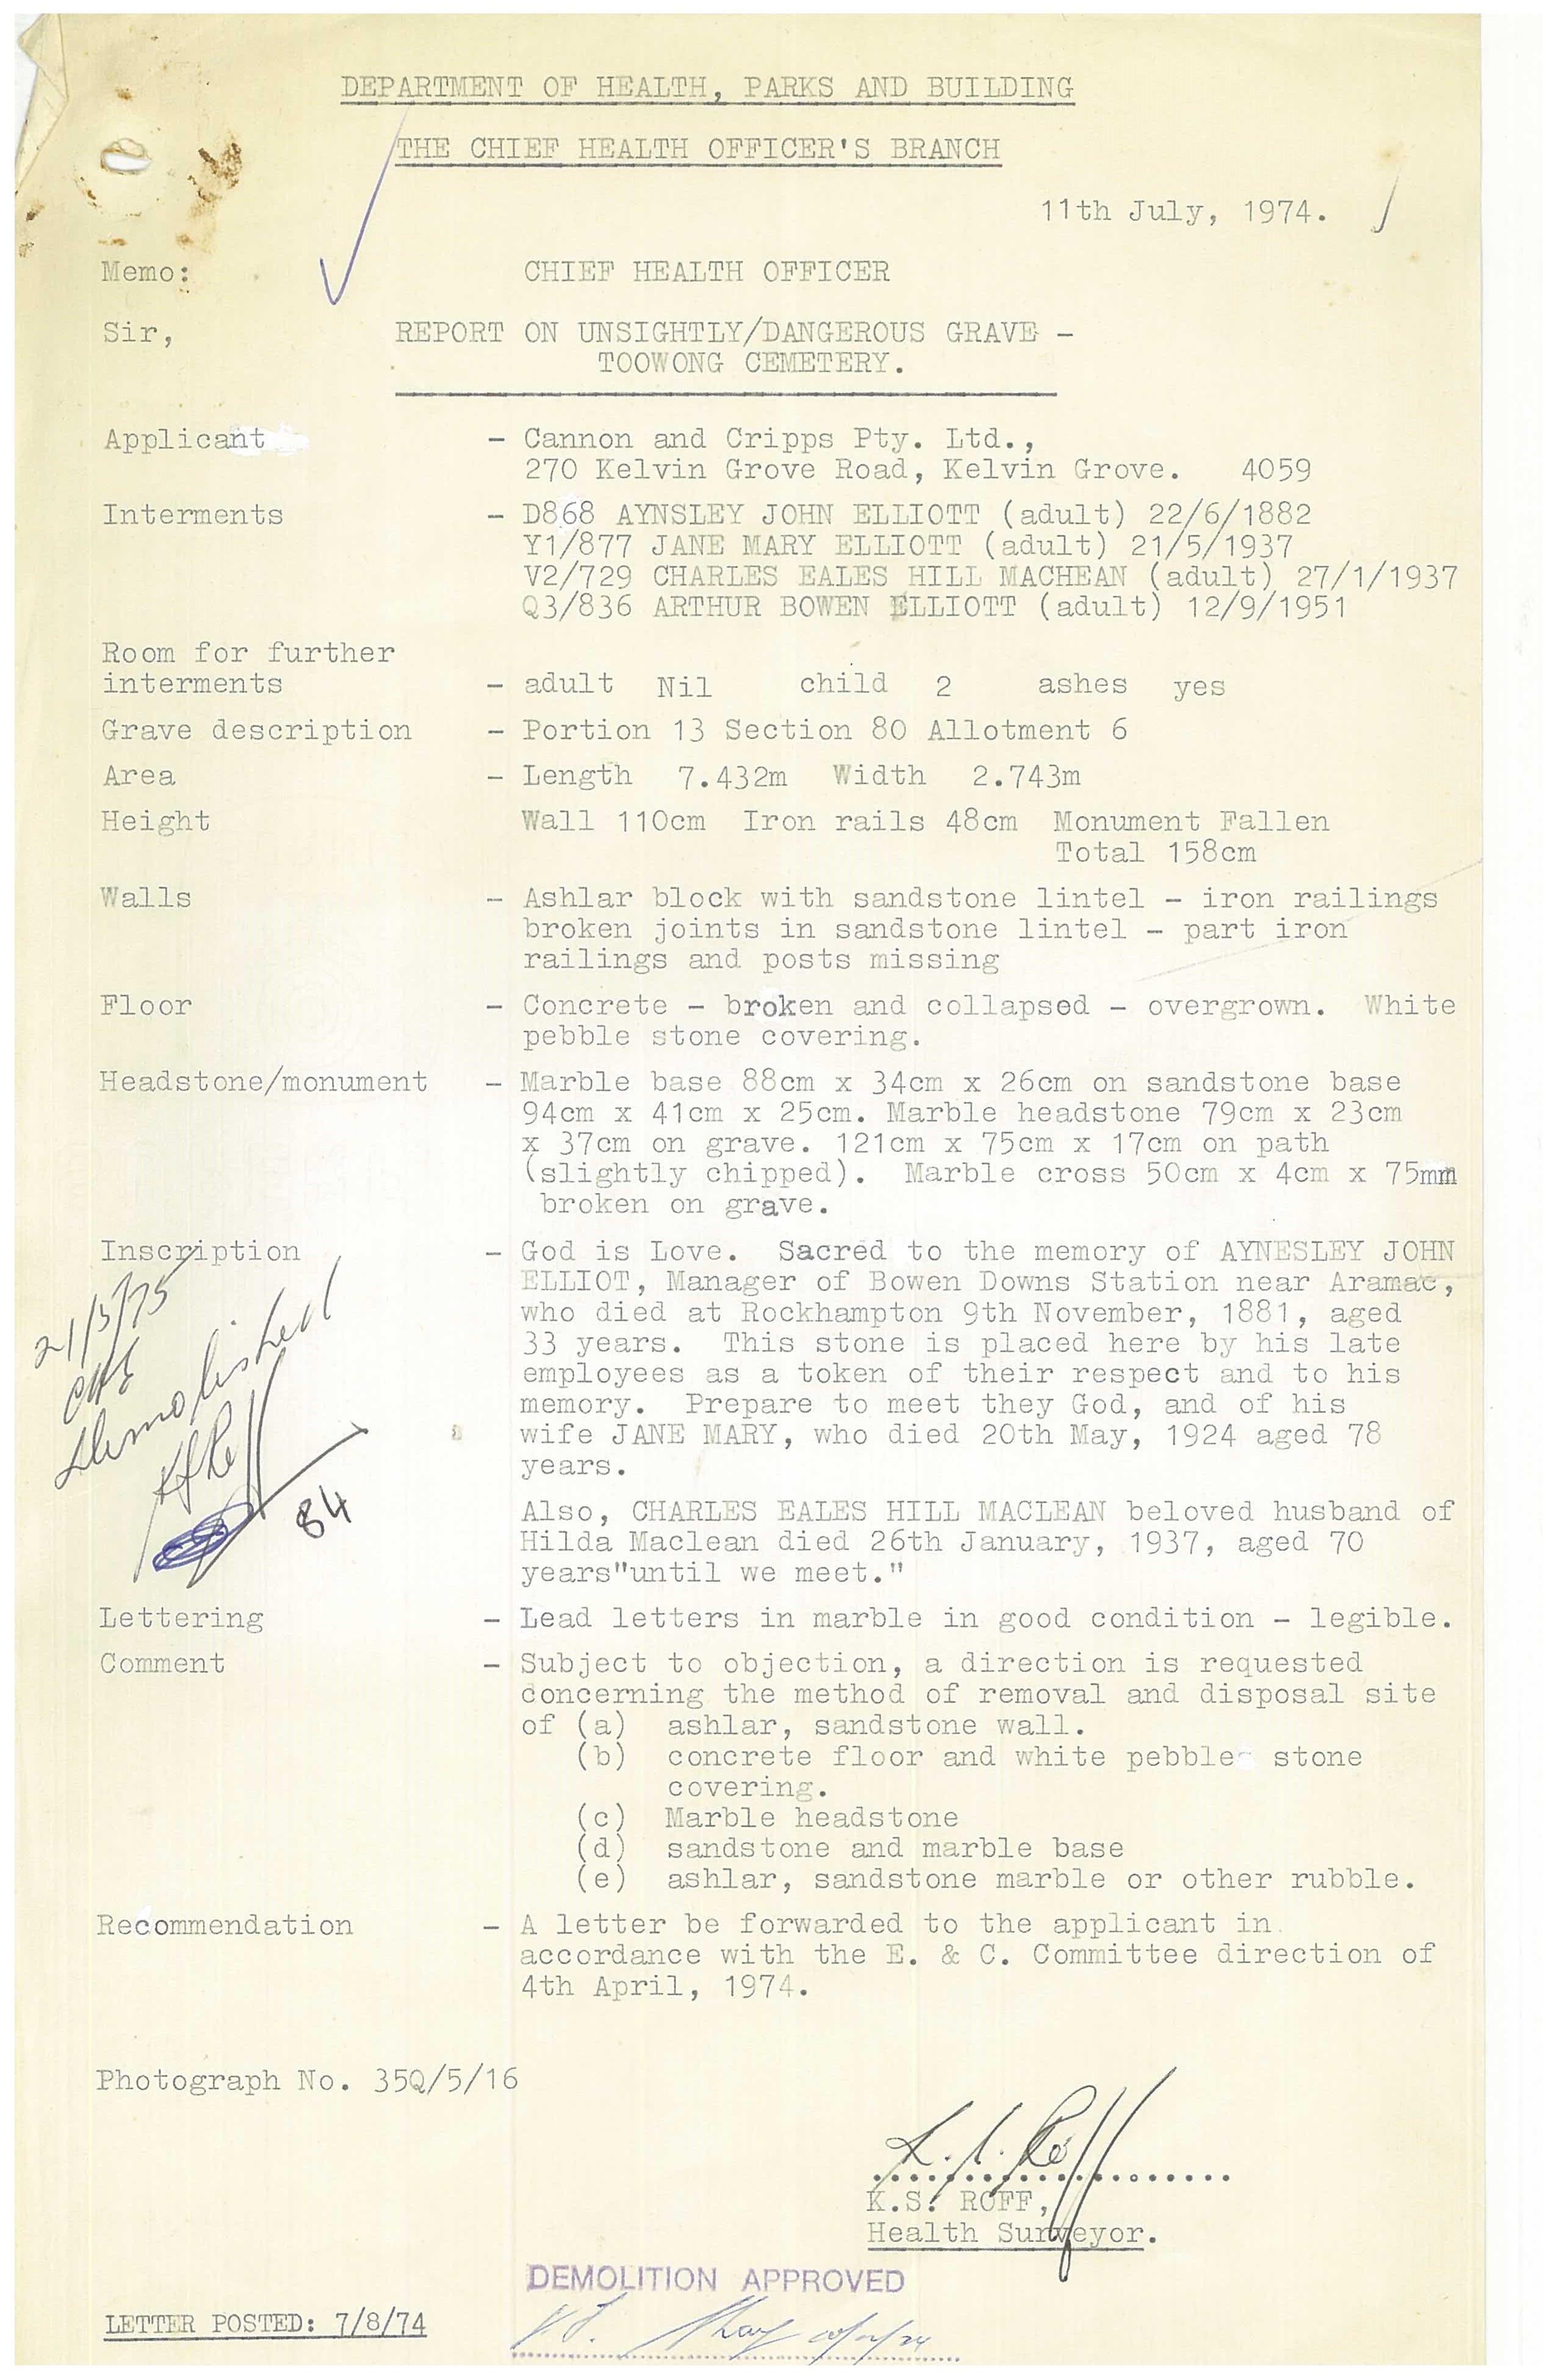 DEPARTMENT OF HEALTH, PARKS AND BUILDING
THE CHIEF HEALTH OFFICER'S BRANCH
11th July, 1974.
Memo: CHIEF HEALTH OFFICER
Sir, REPORT ON UNSIGHTLY/DANGEROUS GRAVE -
TOOWONG CEMETERY.
Applicant - Cannon and Cripps Pty. Ltd.,
270 Kelvin Grove Road, Kelvin Grove. 4059
Interments - D868 AYNSLEY JOHN ELLIOTT (adult) 22/6/1882
Y1/877 JANE MARY ELLIOTT (adult) 21/5/1937
V2/729 CHARLES EALES HILL MACHEAN (adult) 27/1/1937
Q3/836 ARTHUR BOWEN ELLIOTT (adult) 12/9/1951
Room for further
interments - adult Nil child 2 ashes yes
Grave description - Portion 13 Section 80 Allotment 6
Area - Length 7.432m Width 2.743m
Height Wall 110cm Iron rails 48cm Monument Fallen
Total 158cm
Walls - Ashlar block with sandstone lintel - iron railings
broken joints in sandstone lintel - part iron
railings and posts missing
Floor - Concrete - broken and collapsed - overgrown. White
pebble stone covering.
Headstone/monument - Marble base 88cm x 34cm x 26cm on sandstone base
94cm x 41cm x 25cm. Marble headstone 79cm x 23cm
x 37cm on grave. 121cm x 75cm x 17cm on path
(slightly chipped). Marble cross 50cm x 4cm x 75mm
broken on grave.
Inscription - God is Love. Sacred to the memory of AYNESLEY JOHN
ELLIOT, Manager of Bowen Downs Station near Aramac,
who died at Rockhampton 9th November, 1881, aged
33 years. This stone is placed here by his late
employees as a token of their respect and to his
memory. Prepare to meet they God, and of his
wife JANE MARY, who died 20th May, 1924 aged 78
years.
21/3/75
Demolished
84
Also, CHARLES EALES HILL MACLEAN beloved husband of
Hilda Maclean died 26th January, 1937, aged 70
years"until we meet."
Lettering - Lead letters in marble in good condition - legible.
Comment - Subject to objection, a direction is requested
concerning the method of removal and disposal site
of (a) ashlar, sandstone wall.
(b) concrete floor and white pebble stone
covering.
(c) Marble headstone
(d) sandstone and marble base
(e) ashlar, sandstone marble or other rubble.
Recommendation - A letter be forwarded to the applicant in
accordance with the E. & C. Committee direction of
4th April, 1974.
Photograph No. 35Q/5/16
K.S. Roff
K.S. ROFF,
Health Surveyor.
DEMOLITION APPROVED
LETTER POSTED: 7/8/74